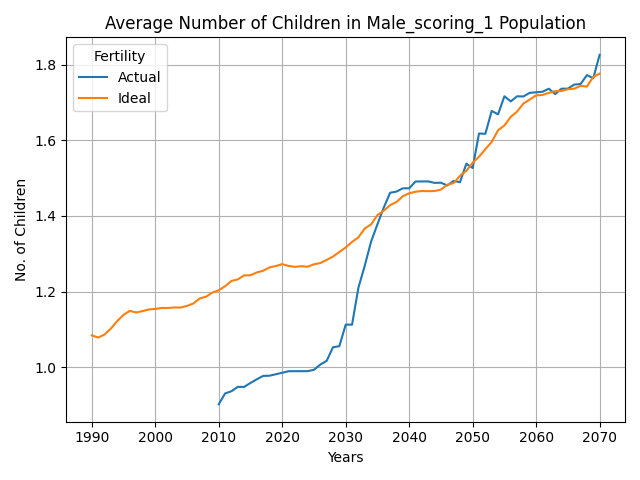 Average Number of Children in Male_scoring_1 Population
Fertility
Actual
Ideal
No. of Children
1.8
1.6
1.4
1.2
1.0
1990 2000 2010 2020 2030 2040 2050 2060 2070
Years